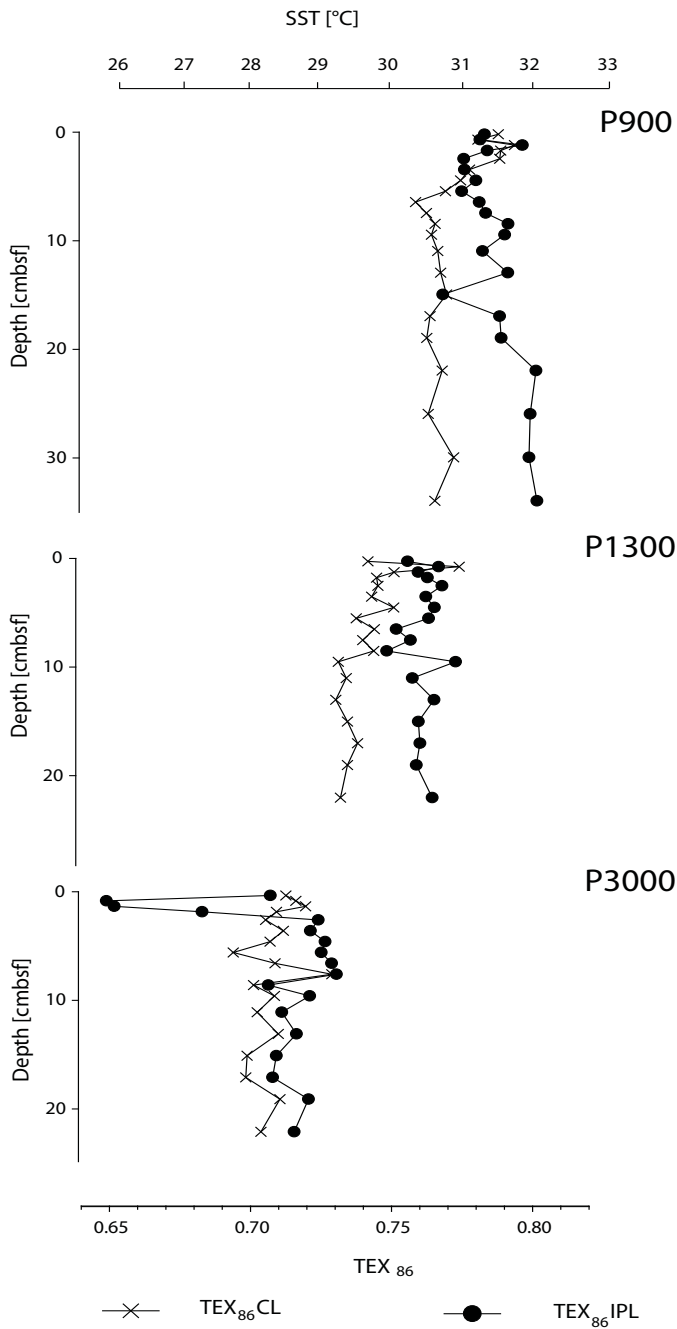 SST [°C]
26 27 28 29 30 31 32 33
P900
0
10
20
30
Depth [cmbsf]
P1300
0
10
20
Depth [cmbsf]
P3000
0
10
20
Depth [cmbsf]
0.65 0.70 0.75 0.80
TEX 86
TEX86CL TEX86IPL